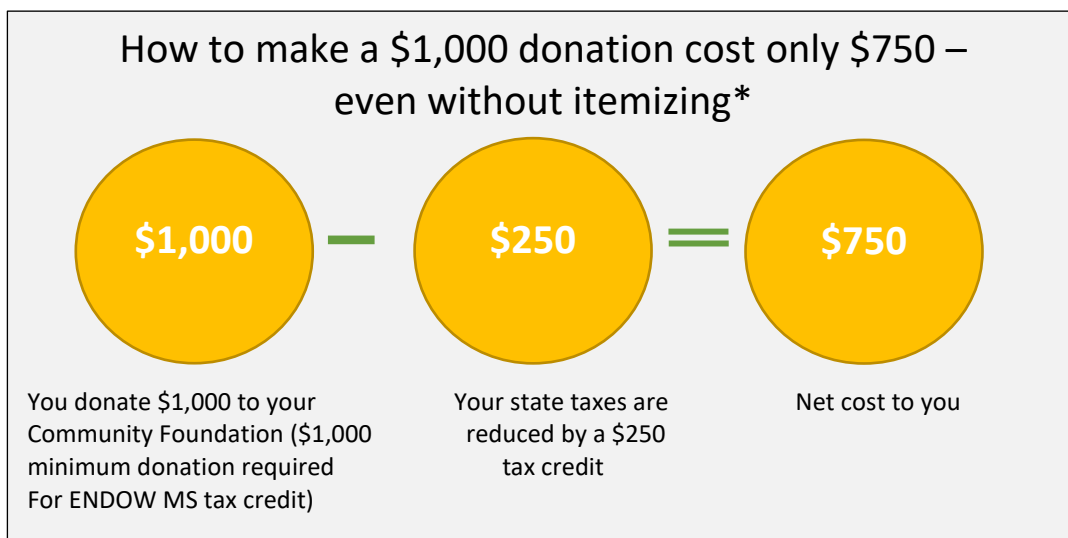 How to make a $1,000 donation cost only $750 –
even without itemizing*
$1,000
$250
$750
You donate $1,000 to your
Community Foundation ($1,000
minimum donation required
For ENDOW MS tax credit)
Your state taxes are
reduced by a $250
tax credit
Net cost to you